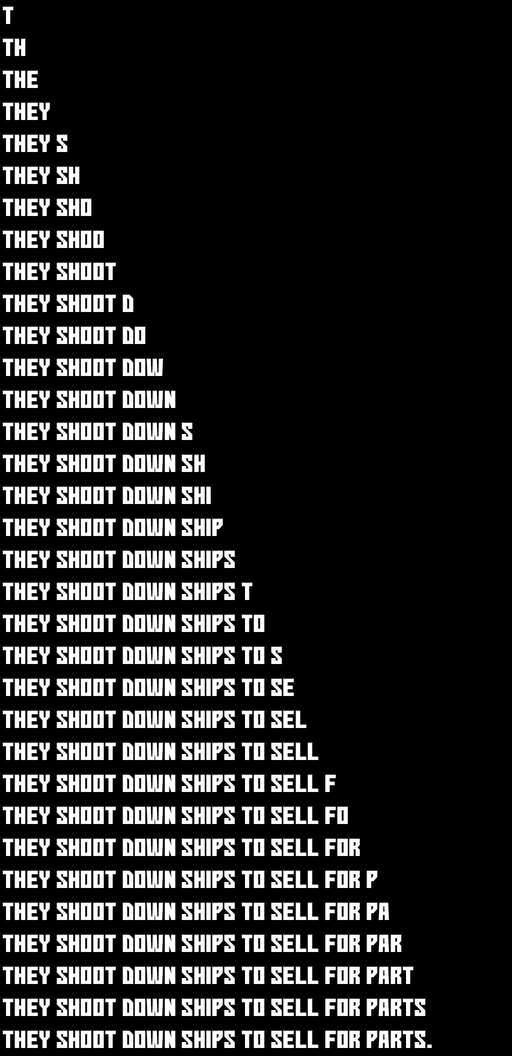 T
TH
THE
THEY
THEY S
THEY SH
THEY SHO
THEY SHOO
THEY SHOOT
THEY SHOOT D
THEY SHOOT DO
THEY SHOOT DOW
THEY SHOOT DOWN
THEY SHOOT DOWN S
THEY SHOOT DOWN SH
THEY SHOOT DOWN SHI
THEY SHOOT DOWN SHIP
THEY SHOOT DOWN SHIPS
THEY SHOOT DOWN SHIPS T
THEY SHOOT DOWN SHIPS TO
THEY SHOOT DOWN SHIPS TO S
THEY SHOOT DOWN SHIPS TO SE
THEY SHOOT DOWN SHIPS TO SEL
THEY SHOOT DOWN SHIPS TO SELL
THEY SHOOT DOWN SHIPS TO SELL F
THEY SHOOT DOWN SHIPS TO SELL FO
THEY SHOOT DOWN SHIPS TO SELL FOR
THEY SHOOT DOWN SHIPS TO SELL FOR P
THEY SHOOT DOWN SHIPS TO SELL FOR PA
THEY SHOOT DOWN SHIPS TO SELL FOR PAR
THEY SHOOT DOWN SHIPS TO SELL FOR PART
THEY SHOOT DOWN SHIPS TO SELL FOR PARTS
THEY SHOOT DOWN SHIPS TO SELL FOR PARTS.